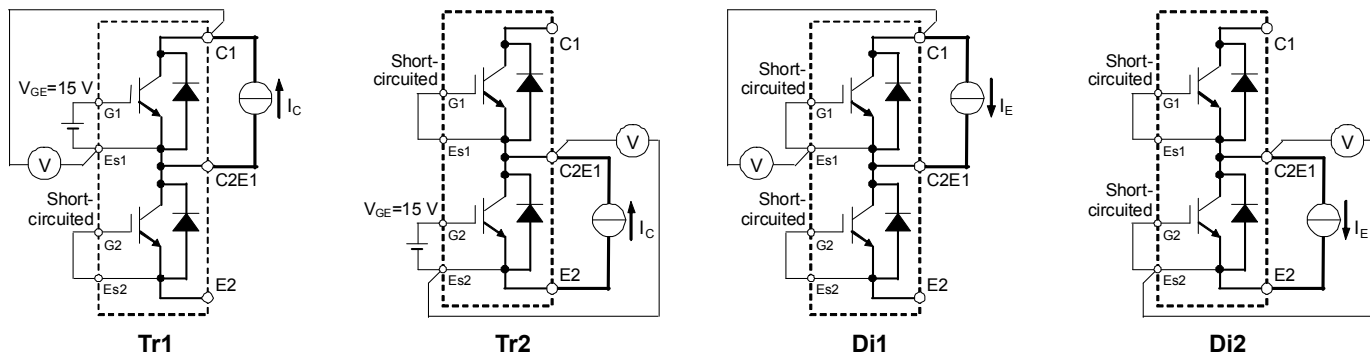 C1
V_GE=15 V
G1
I_C
V
Es1
C2E1
Short-
circuited
G2
Es2
E2
Tr1
C1
Short-
circuited
G1
V
Es1
C2E1
V_GE=15 V
G2
I_C
Es2
E2
Tr2
C1
Short-
circuited
G1
I_E
V
Es1
C2E1
Short-
circuited
G2
Es2
E2
Di1
C1
Short-
circuited
G1
V
Es1
C2E1
Short-
circuited
G2
I_E
Es2
E2
Di2